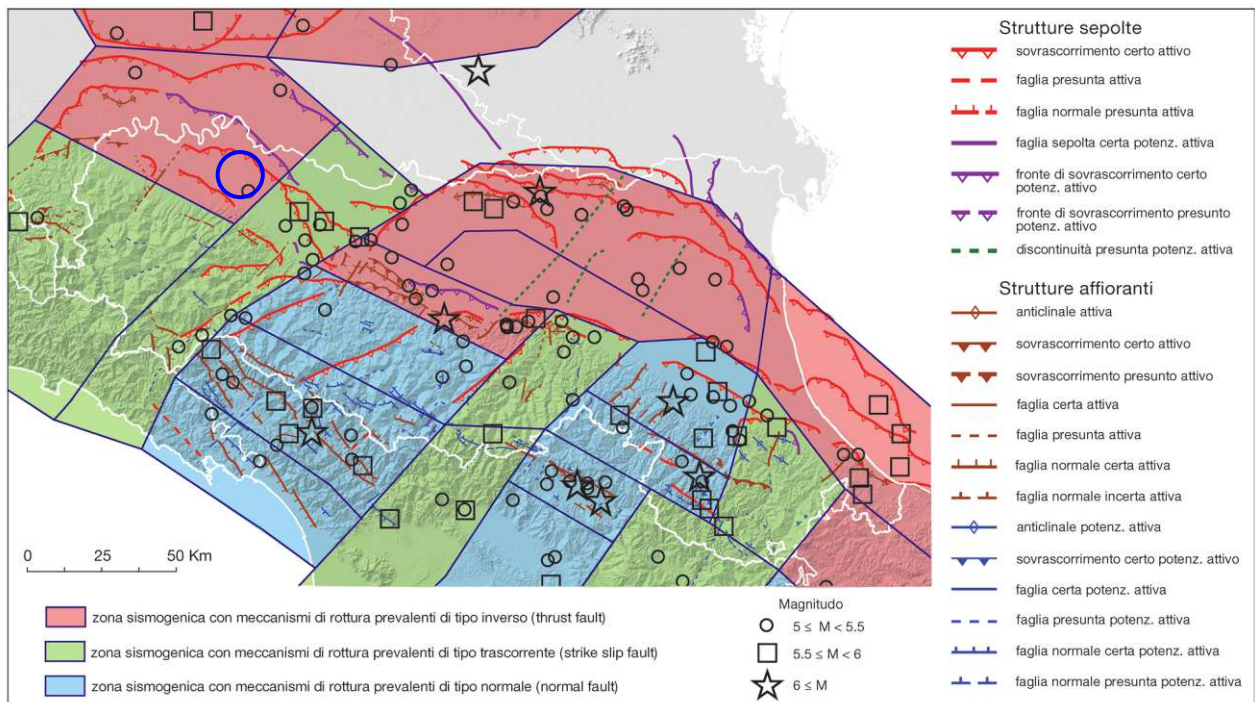 Strutture sepolte
sovrascorrimento certo attivo
faglia presunta attiva
faglia normale presunta attiva
faglia sepolta certa potenz. attiva
fronte di sovrascorrimento certo
potenz. attivo
fronte di sovrascorrimento presunto
potenz. attivo
discontinuità presunta potenz. attiva
Strutture affioranti
anticlinale attiva
sovrascorrimento certo attivo
sovrascorrimento presunto attivo
faglia certa attiva
faglia presunta attiva
faglia normale certa attiva
faglia normale incerta attiva
anticlinale potenz. attiva
sovrascorrimento certo potenz. attivo
faglia certa potenz. attiva
faglia presunta potenz. attiva
faglia normale certa potenz. attiva
faglia normale presunta potenz. attiva
0 25 50 Km
zona sismogenica con meccanismi di rottura prevalenti di tipo inverso (thrust fault)
zona sismogenica con meccanismi di rottura prevalenti di tipo trascorrente (strike slip fault)
zona sismogenica con meccanismi di rottura prevalenti di tipo normale (normal fault)
Magnitudo
5 ≤ M < 5.5
5.5 ≤ M < 6
6 ≤ M